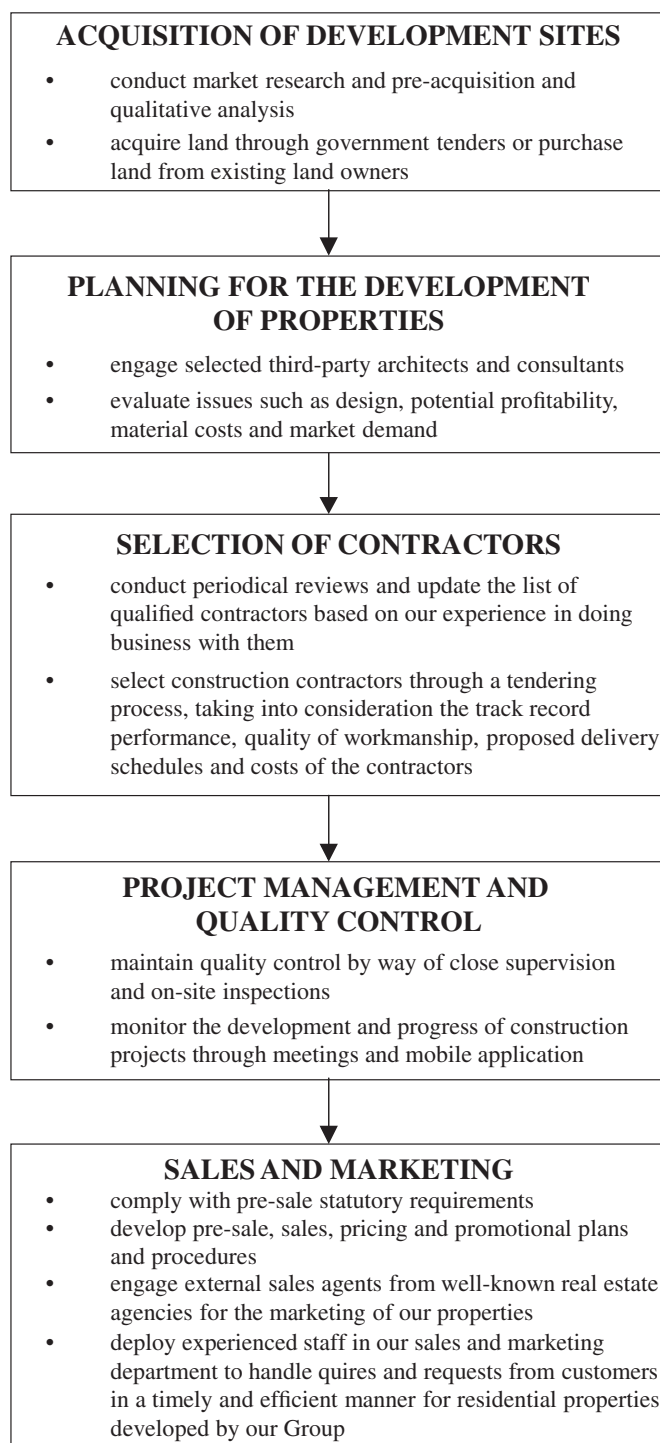 ACQUISITION OF DEVELOPMENT SITES
• conduct market research and pre-acquisition and
qualitative analysis
• acquire land through government tenders or purchase
land from existing land owners
PLANNING FOR THE DEVELOPMENT
OF PROPERTIES
• engage selected third-party architects and consultants
• evaluate issues such as design, potential profitability,
material costs and market demand
SELECTION OF CONTRACTORS
• conduct periodical reviews and update the list of
qualified contractors based on our experience in doing
business with them
• select construction contractors through a tendering
process, taking into consideration the track record
performance, quality of workmanship, proposed delivery
schedules and costs of the contractors
PROJECT MANAGEMENT AND
QUALITY CONTROL
• maintain quality control by way of close supervision
and on-site inspections
• monitor the development and progress of construction
projects through meetings and mobile application
SALES AND MARKETING
• comply with pre-sale statutory requirements
• develop pre-sale, sales, pricing and promotional plans
and procedures
• engage external sales agents from well-known real estate
agencies for the marketing of our properties
• deploy experienced staff in our sales and marketing
department to handle quires and requests from customers
in a timely and efficient manner for residential properties
developed by our Group